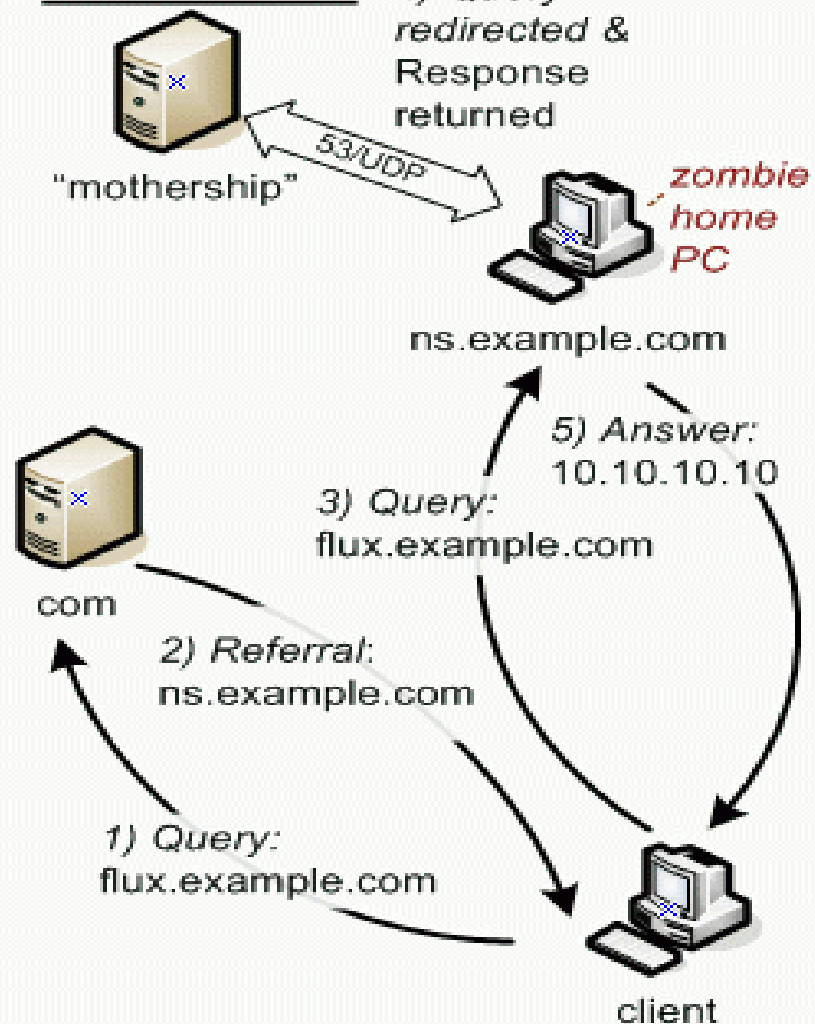 redirected &
Response
returned
53/UDP
"mothership"
zombie
home
PC
ns.example.com
5) Answer:
10.10.10.10
3) Query:
flux.example.com
com
2) Referral:
ns.example.com
1) Query:
flux.example.com
client